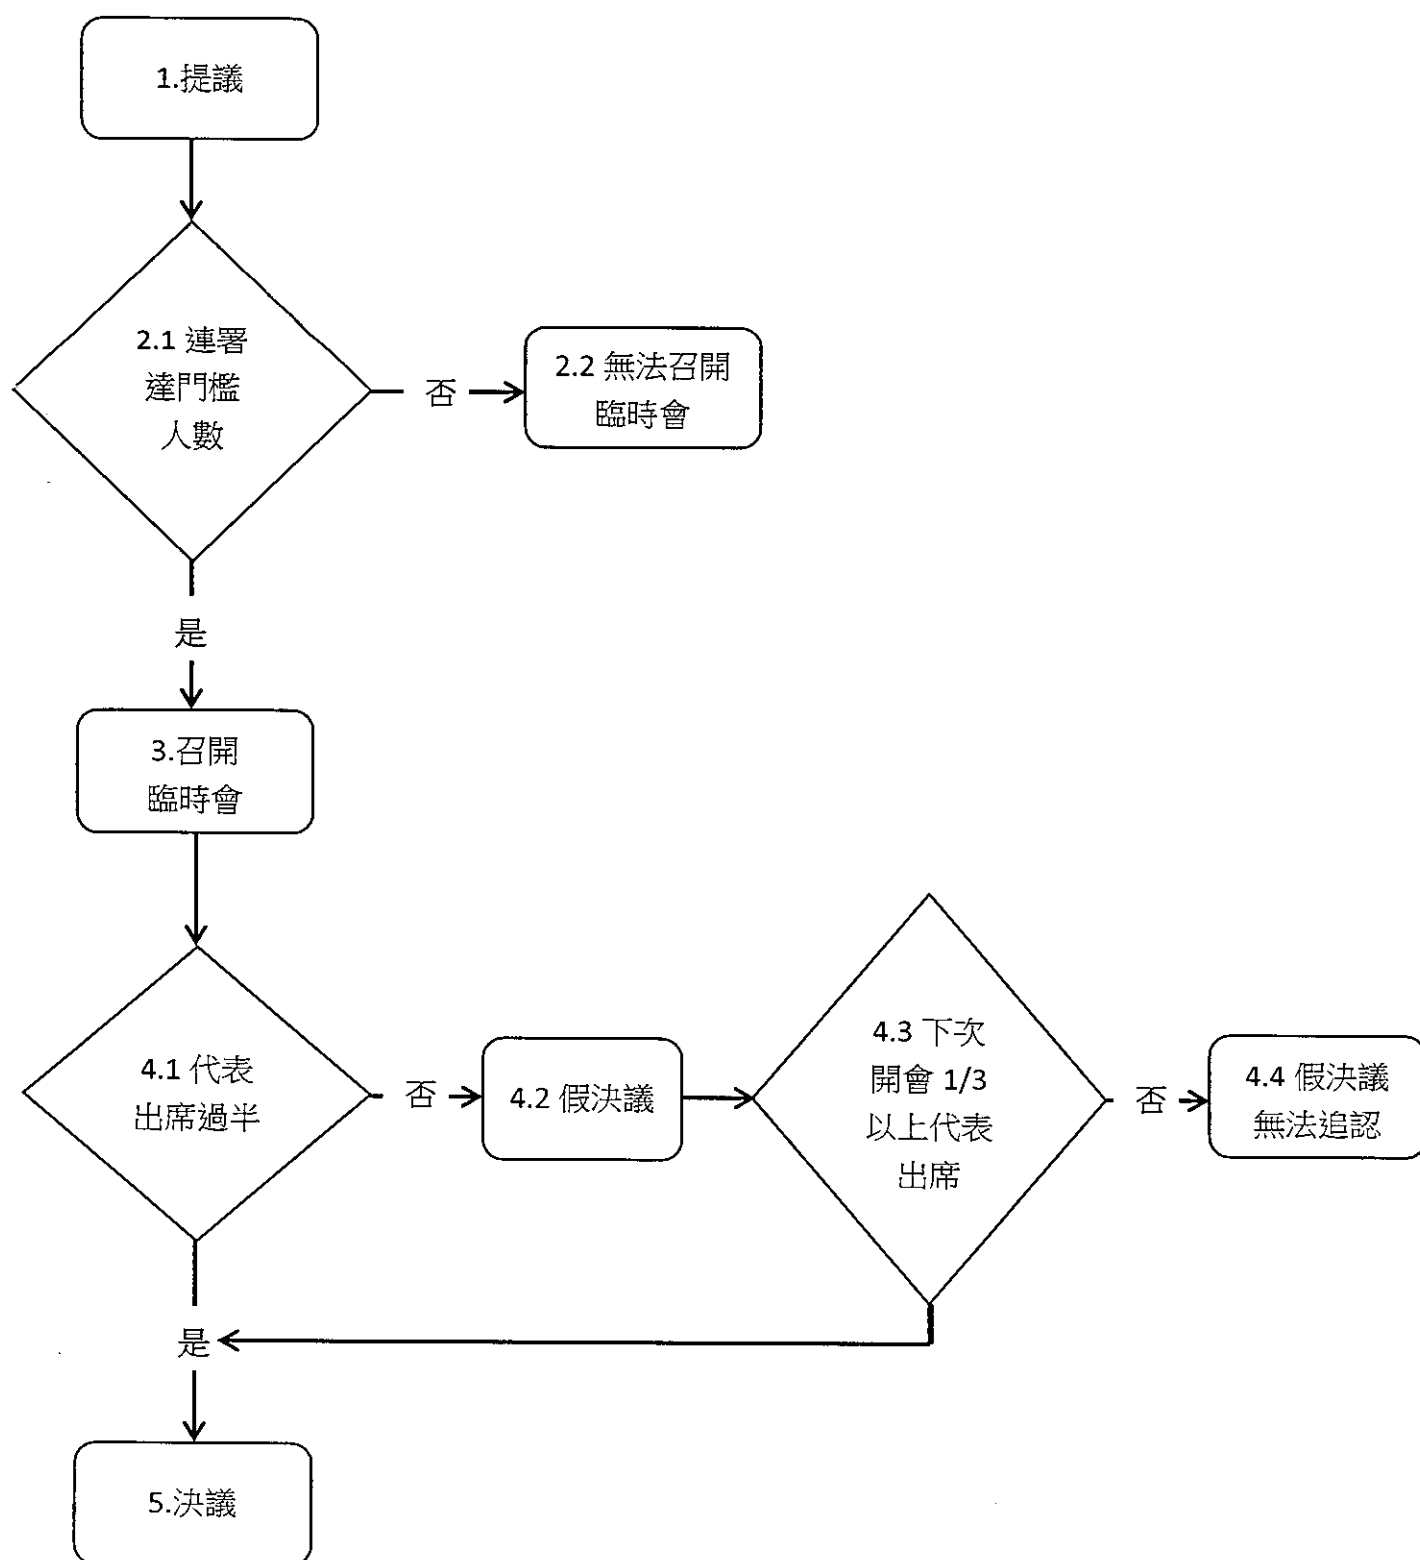 1.提議
2.1 連署
達門檻
人數
否
2.2 無法召開
臨時會
是
3.召開
臨時會
4.1 代表
出席過半
否
4.2 假決議
4.3 下次
開會 1/3
以上代表
出席
否
4.4 假決議
無法追認
是
5.決議